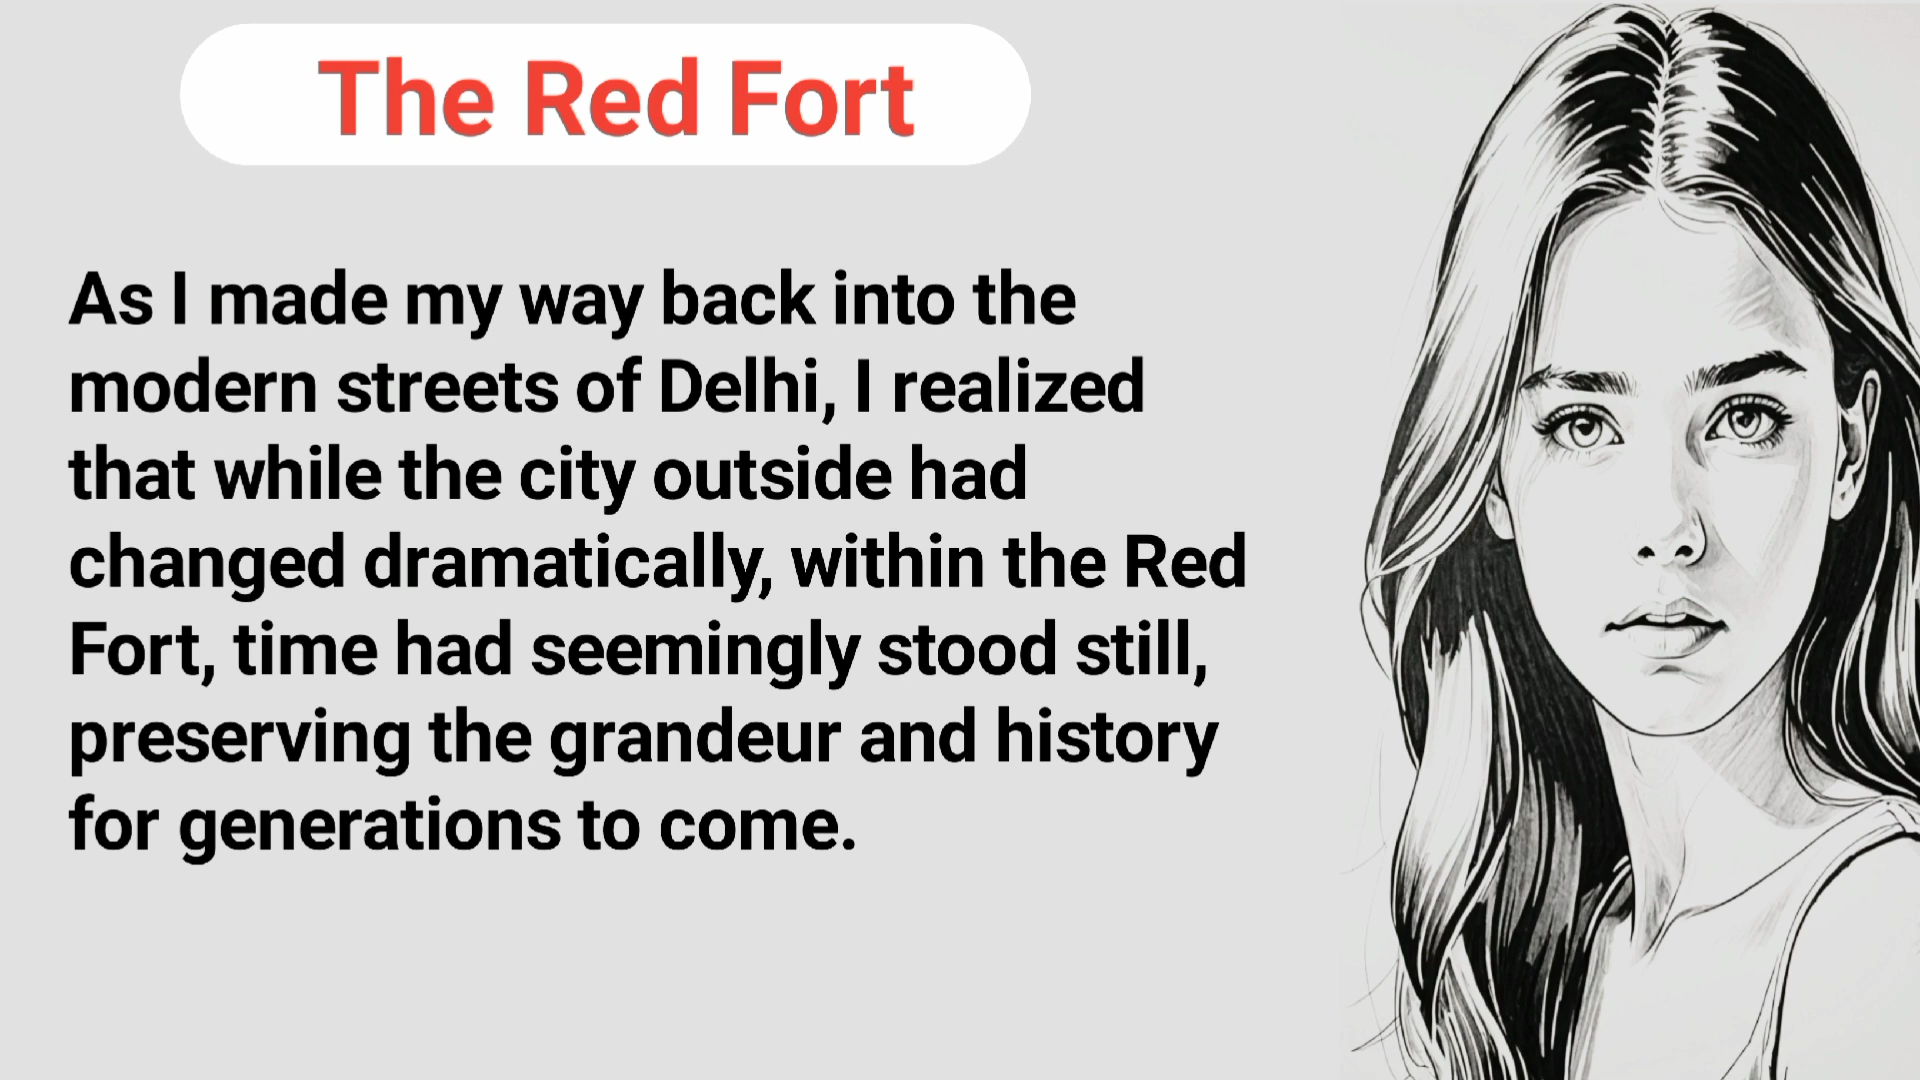 The Red Fort
As I made my way back into the
modern streets of Delhi, I realized
that while the city outside had
changed dramatically, within the Red
Fort, time had seemingly stood still,
preserving the grandeur and history
for generations to come.